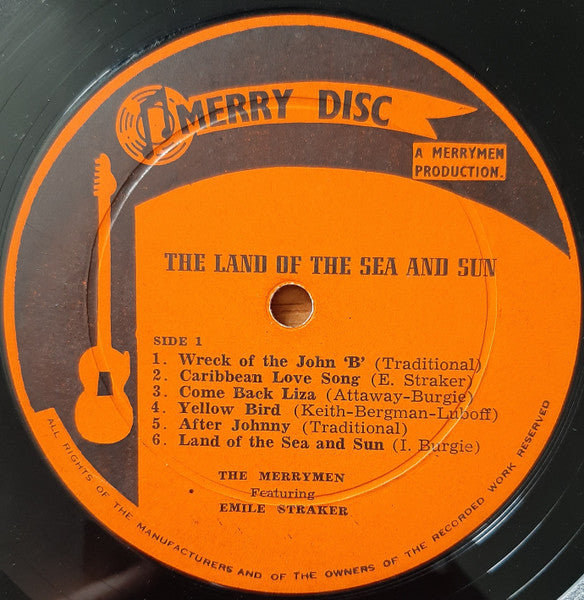 MERRY DISC
A MERRYMEN
PRODUCTION.
THE LAND OF THE SEA AND SUN
SIDE 1
1. Wreck of the John 'B' (Traditional)
2. Caribbean Love Song (E. Straker)
3. Come Back Liza (Attaway-Burgie)
4. Yellow Bird (Keith-Bergman-Luboff)
5. After Johnny (Traditional)
6. Land of the Sea and Sun (I. Burgie)
THE MERRYMEN
Featuring
EMILE STRAKER
ALL RIGHTS OF THE MANUFACTURERS AND OF THE OWNERS OF THE RECORDED WORK RESERVED